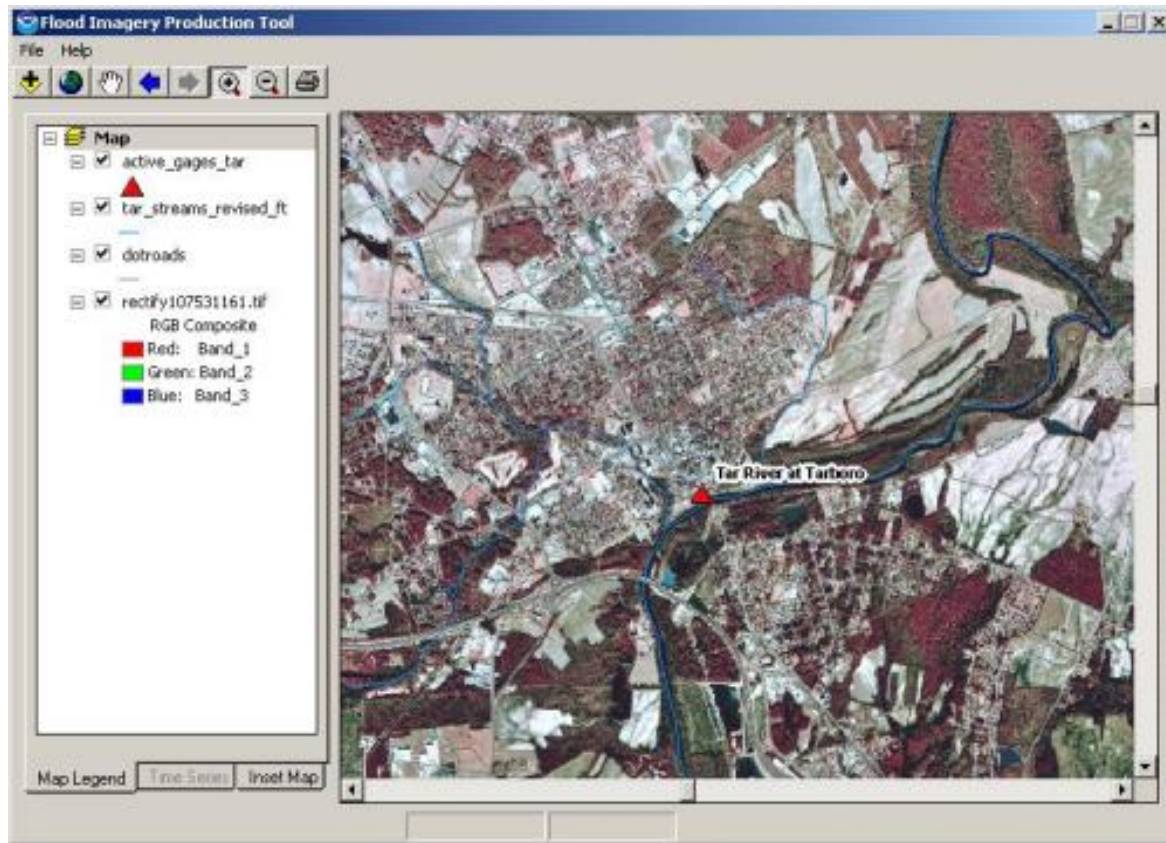 Flood Imagery Production Tool
File Help
Map
active_gages_tar
tar_streams_revised_ft
dotroads
rectify107531161.tif
RGB Composite
Red: Band_1
Green: Band_2
Blue: Band_3
Tar River at Tarboro
Map Legend Time Series Inset Map